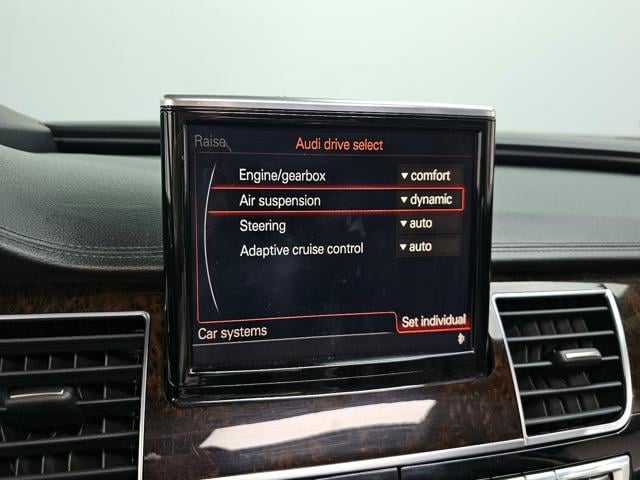 Raise
Audi drive select
Engine/gearbox ▼ comfort
Air suspension ▼ dynamic
Steering ▼ auto
Adaptive cruise control ▼ auto
Set individual
Car systems